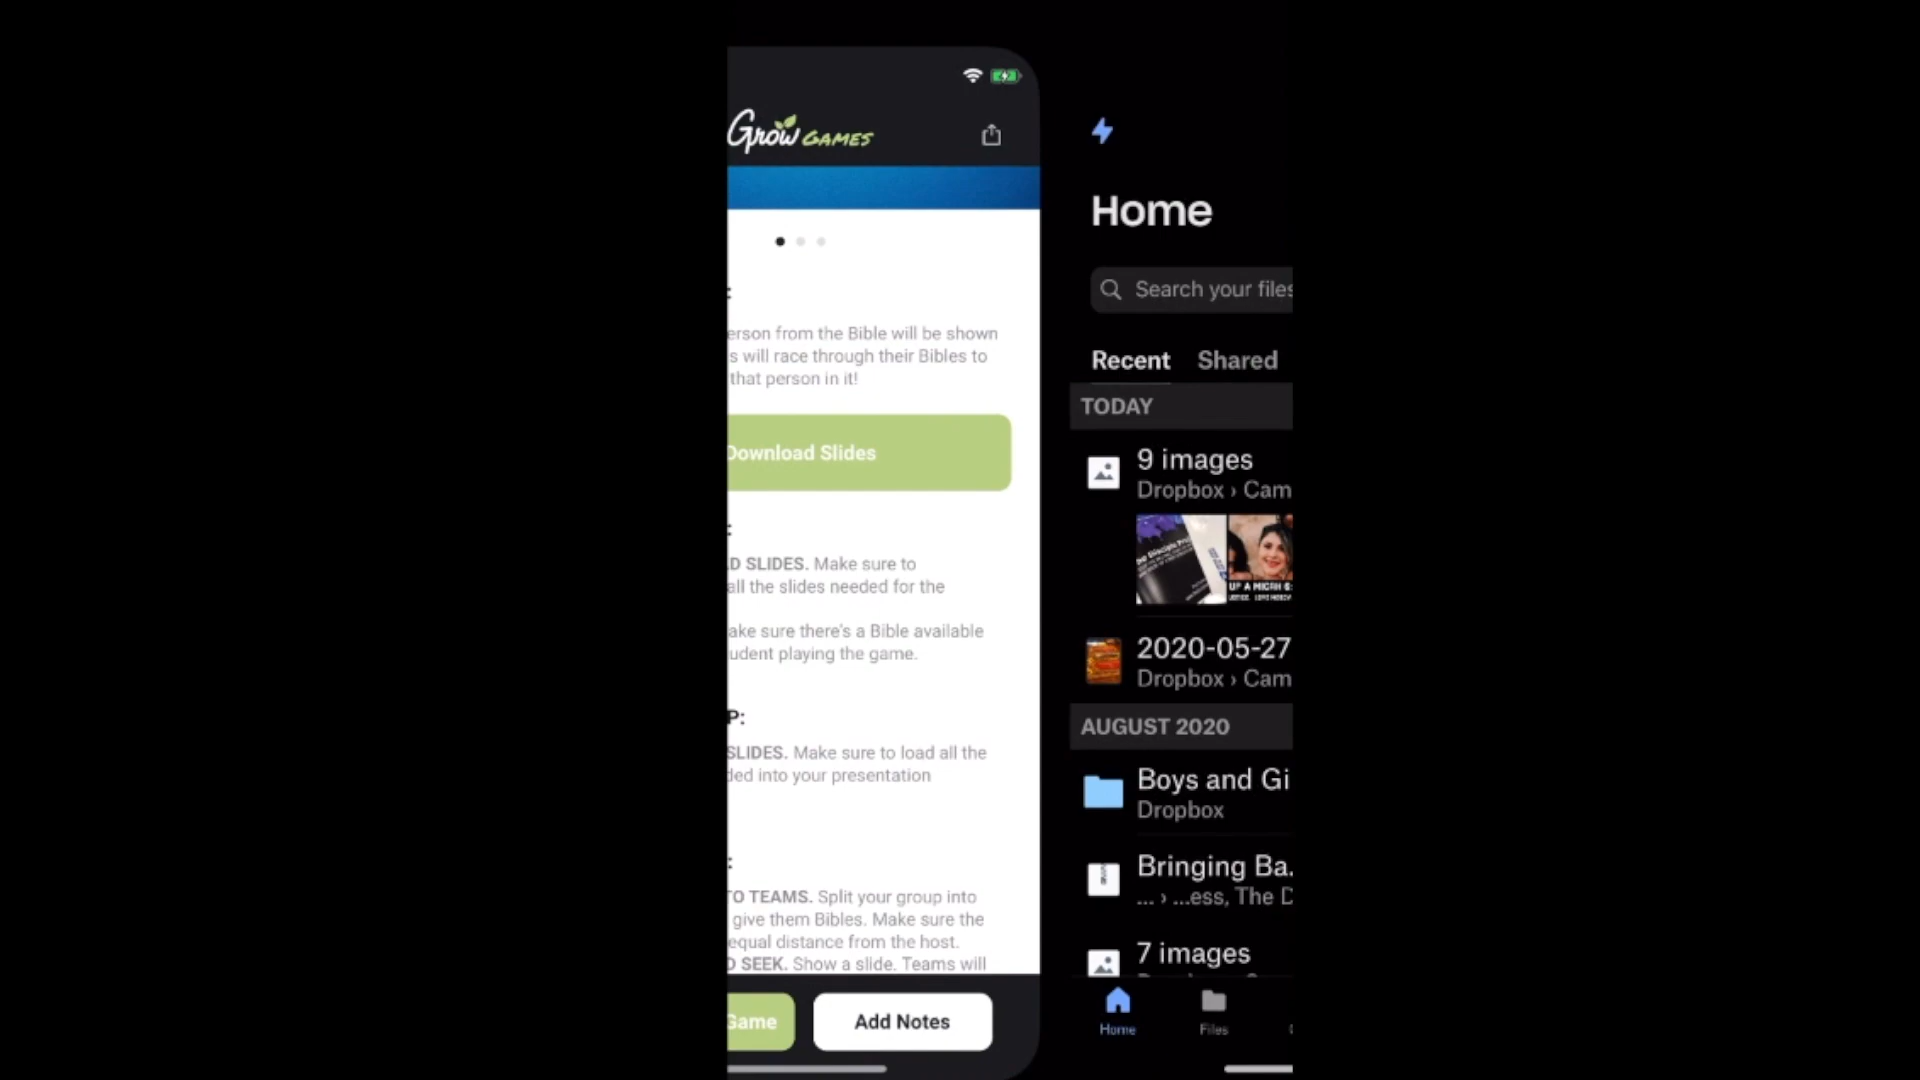 Grow GAMES
:
erson from the Bible will be shown
s will race through their Bibles to
that person in it!
Download Slides
:
D SLIDES. Make sure to
all the slides needed for the
ake sure there's a Bible available
udent playing the game.
P:
SLIDES. Make sure to load all the
ded into your presentation
:
TO TEAMS. Split your group into
give them Bibles. Make sure the
equal distance from the host.
D SEEK. Show a slide. Teams will
Game
Add Notes
Home
Search your files
Recent Shared
TODAY
9 images
Dropbox › Cam
UP A MICAH 6:
2020-05-27
Dropbox › Cam
AUGUST 2020
Boys and Gi
Dropbox
Bringing Ba...
... › ...ess, The D
7 images
Home
Files